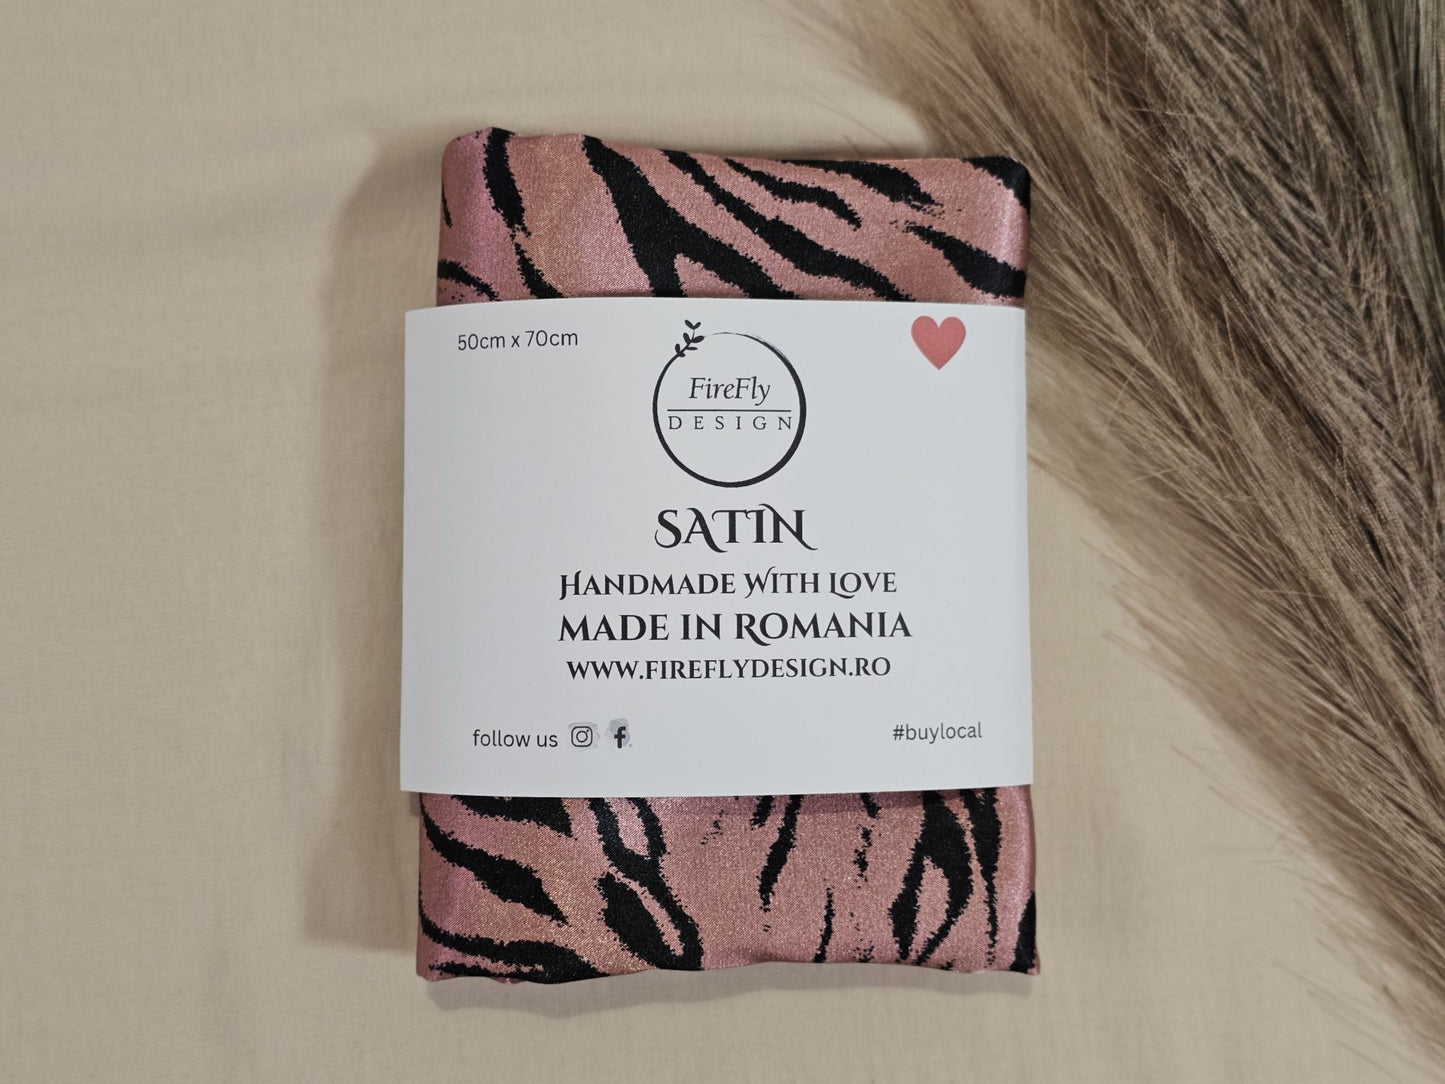 50cm x 70cm
FireFly
DESIGN
SATIN
HANDMADE WITH LOVE
MADE IN ROMANIA
WWW.FIREFLYDESIGN.RO
follow us
#buylocal